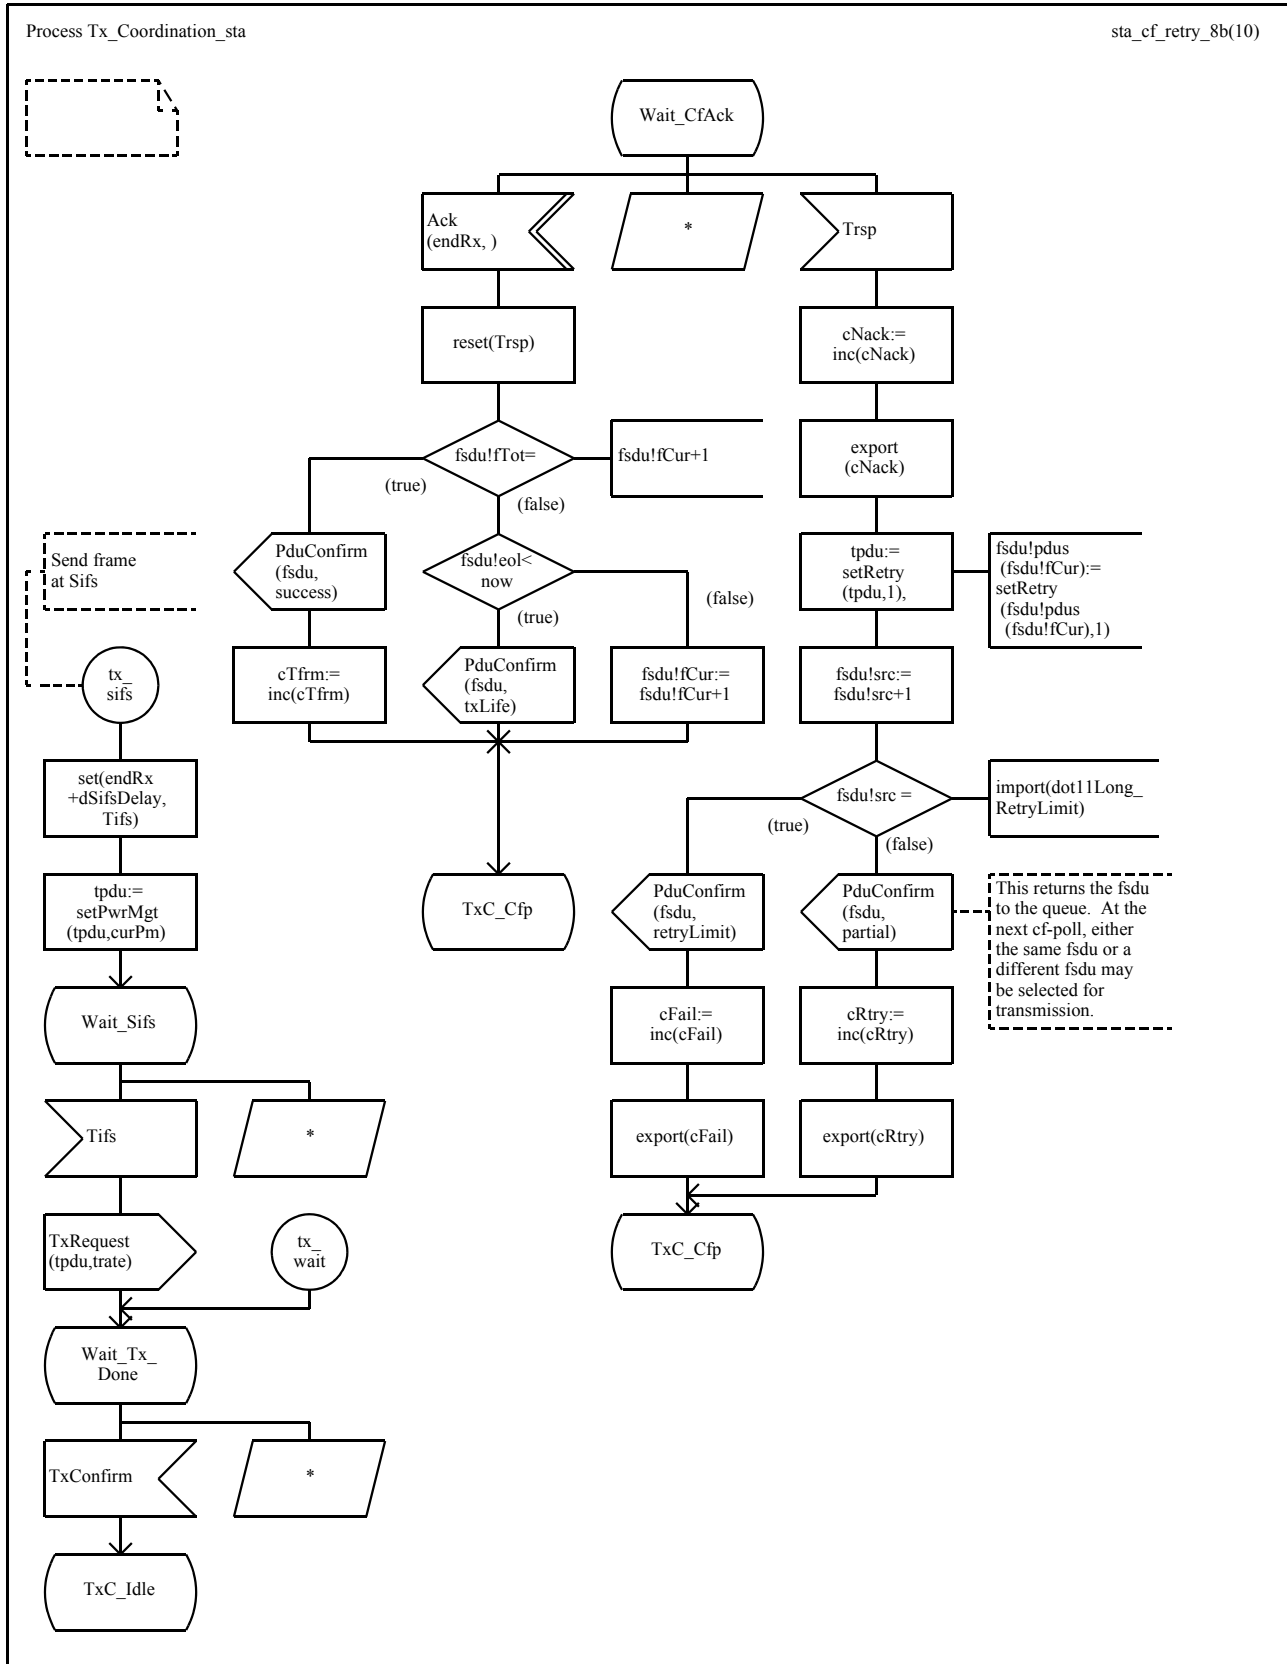 Process Tx_Coordination_sta
sta_cf_retry_8b(10)
Wait_CfAck
Ack
(endRx, )
*
Trsp
reset(Trsp)
cNack:=
inc(cNack)
fsdu!fTot=
fsdu!fCur+1
(true)
(false)
export
(cNack)
Send frame
at Sifs
PduConfirm
(fsdu,
success)
fsdu!eol<
now
(true)
(false)
tpdu:=
setRetry
(tpdu,1),
fsdu!pdus
(fsdu!fCur):=
setRetry
(fsdu!pdus
(fsdu!fCur),1)
tx_
sifs
cTfrm:=
inc(cTfrm)
PduConfirm
(fsdu,
txLife)
fsdu!fCur:=
fsdu!fCur+1
fsdu!src:=
fsdu!src+1
set(endRx
+dSifsDelay,
Tifs)
fsdu!src =
import(dot11Long_
RetryLimit)
(true)
(false)
tpdu:=
setPwrMgt
(tpdu,curPm)
TxC_Cfp
PduConfirm
(fsdu,
retryLimit)
PduConfirm
(fsdu,
partial)
This returns the fsdu
to the queue.  At the
next cf-poll, either
the same fsdu or a
different fsdu may
be selected for
transmission.
Wait_Sifs
cFail:=
inc(cFail)
cRtry:=
inc(cRtry)
Tifs
*
export(cFail)
export(cRtry)
TxRequest
(tpdu,trate)
tx_
wait
TxC_Cfp
Wait_Tx_
Done
TxConfirm
*
TxC_Idle